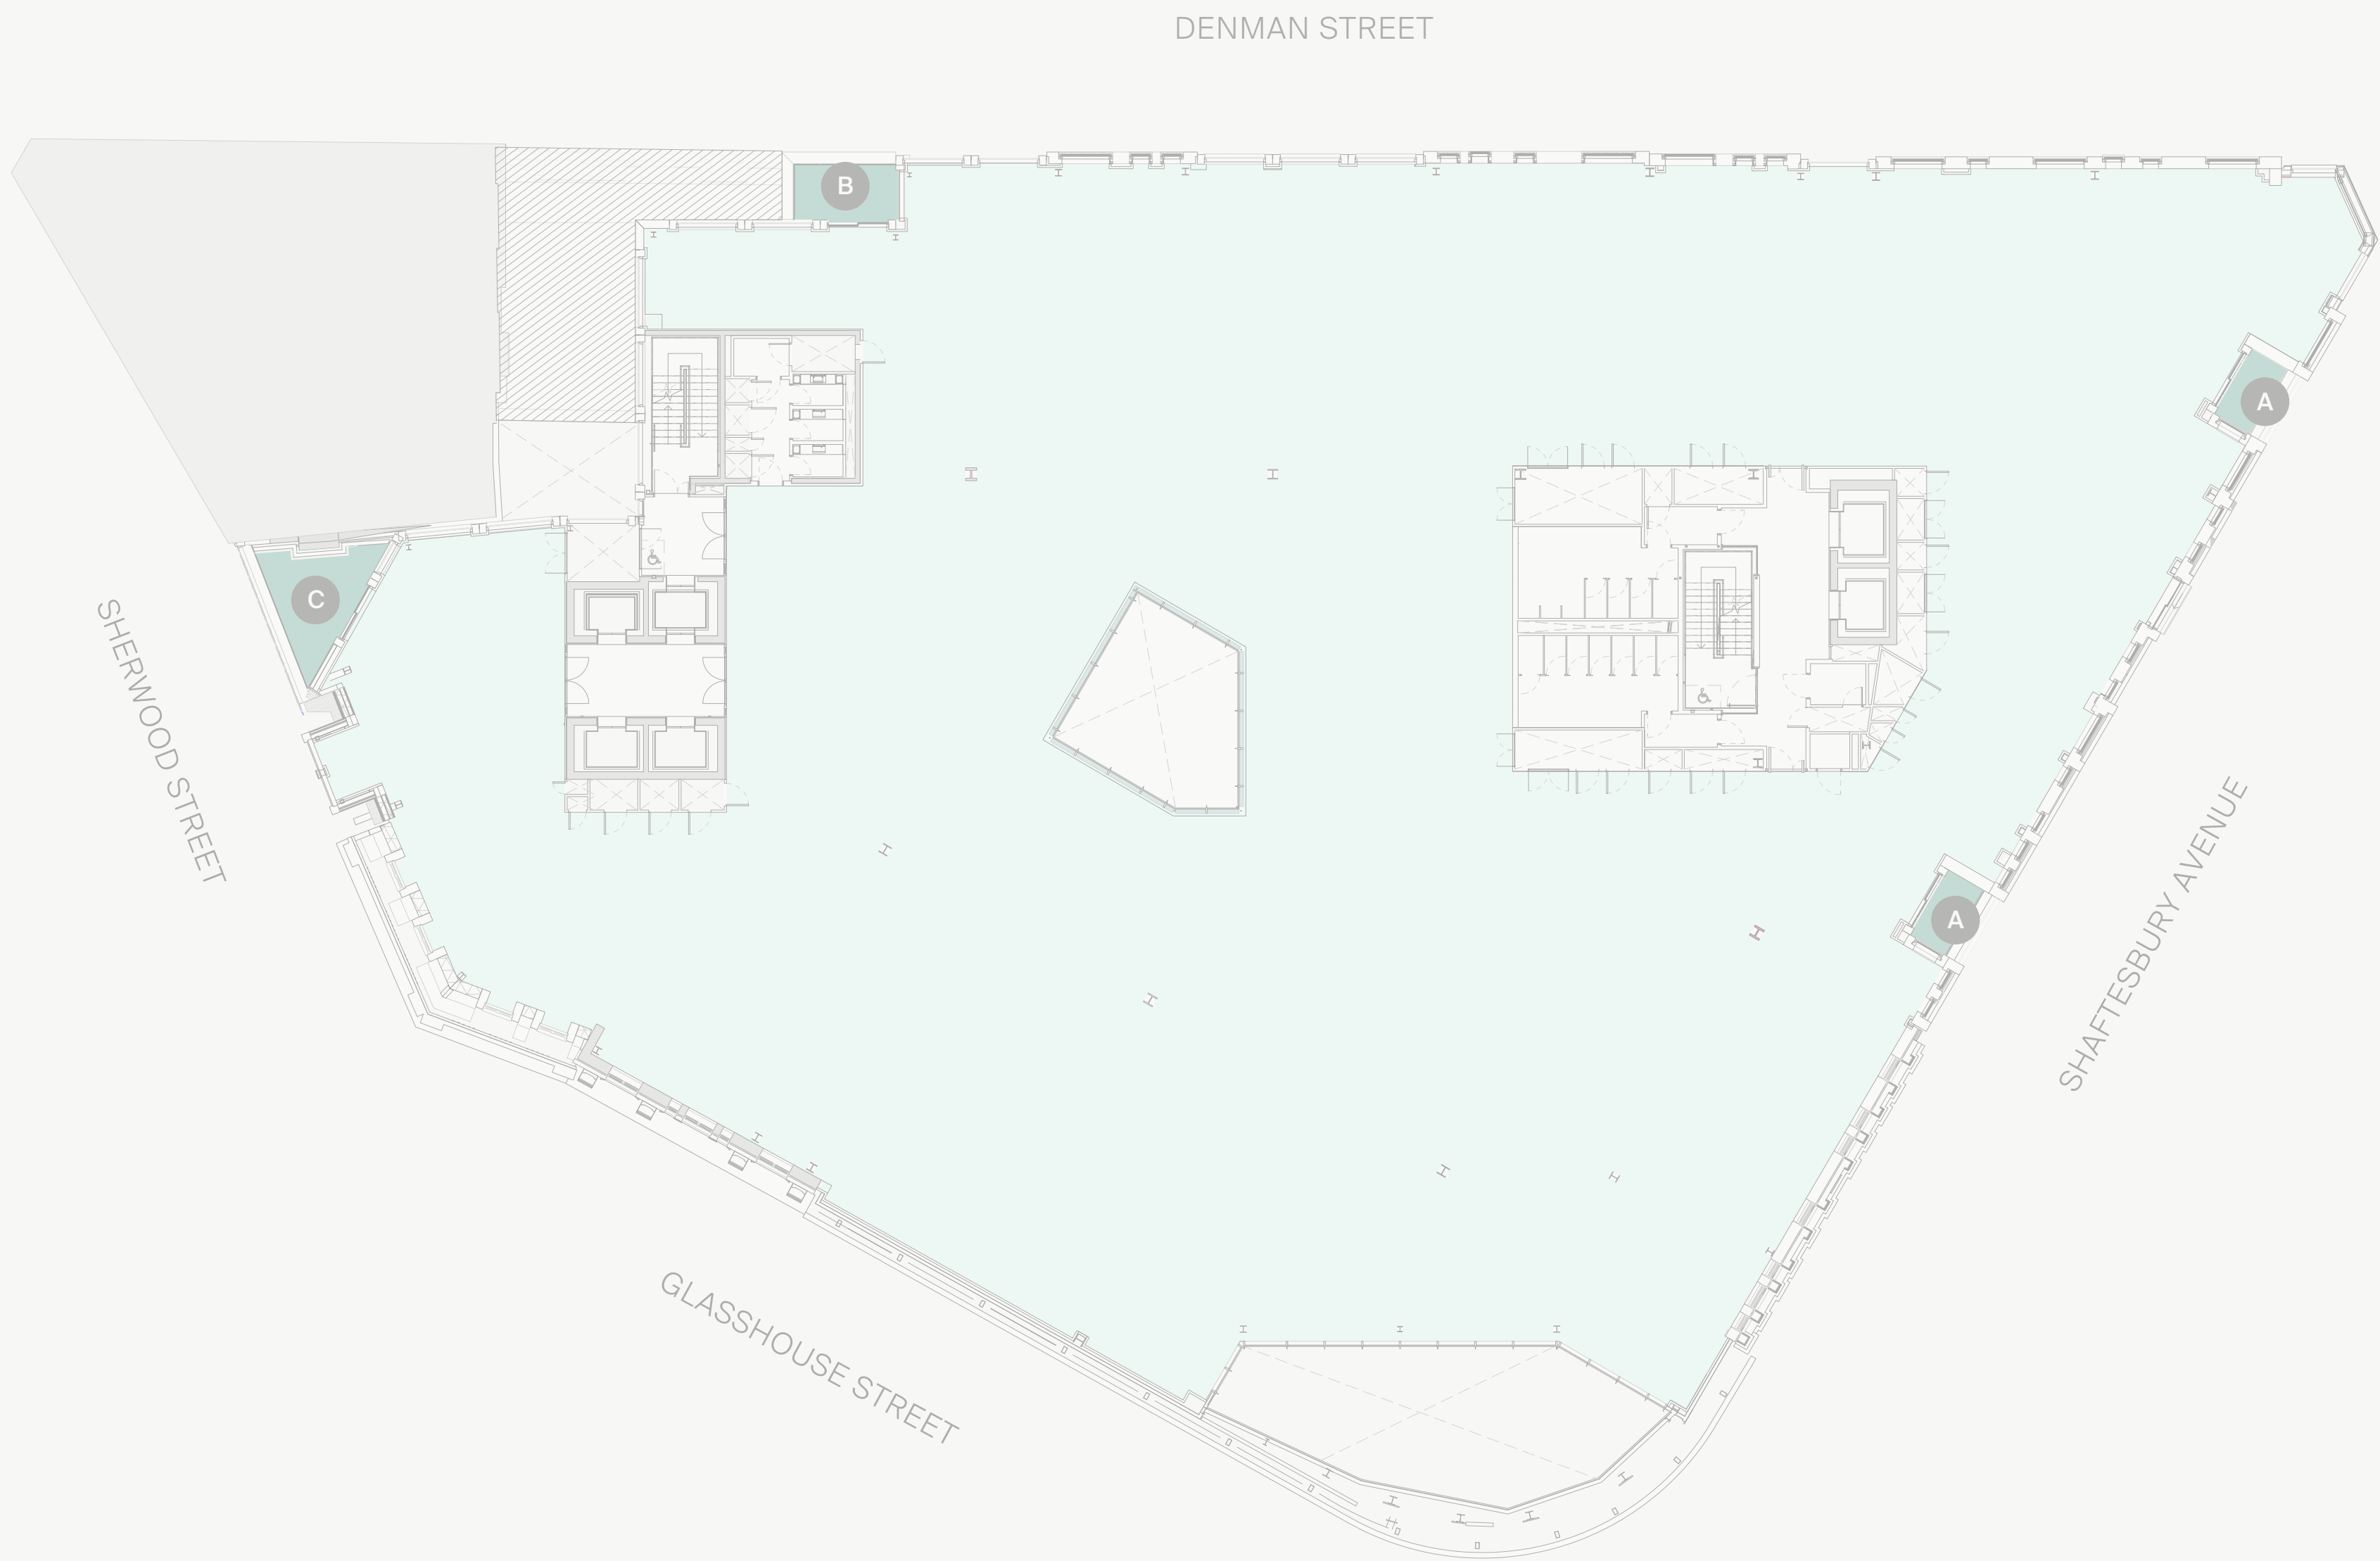 DENMAN STREET
B
A
C
SHERWOOD STREET
A
SHAFTESBURY AVENUE
GLASSHOUSE STREET